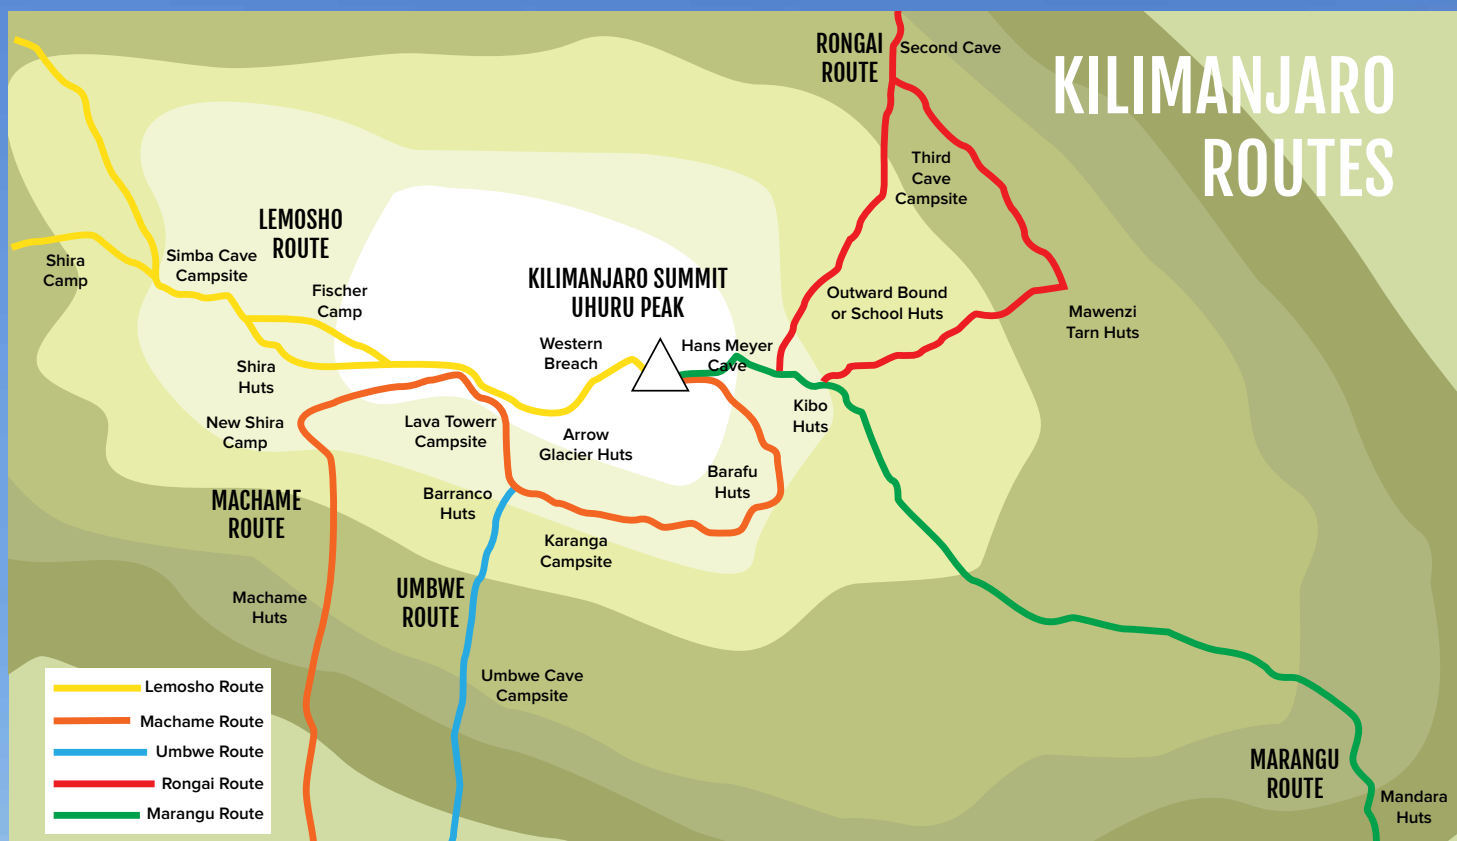 KILIMANJARO
ROUTES
RONGAI
ROUTE
Second Cave
Third
Cave
Campsite
LEMOSHO
ROUTE
Shira
Camp
Simba Cave
Campsite
Fischer
Camp
KILIMANJARO SUMMIT
UHURU PEAK
Outward Bound
or School Huts
Mawenzi
Tarn Huts
Western
Breach
Hans Meyer
Cave
Shira
Huts
Kibo
Huts
New Shira
Camp
Lava Towerr
Campsite
Arrow
Glacier Huts
Barafu
Huts
MACHAME
ROUTE
Barranco
Huts
Karanga
Campsite
UMBWE
ROUTE
Machame
Huts
Umbwe Cave
Campsite
MARANGU
ROUTE
Mandara
Huts
Lemosho Route
Machame Route
Umbwe Route
Rongai Route
Marangu Route